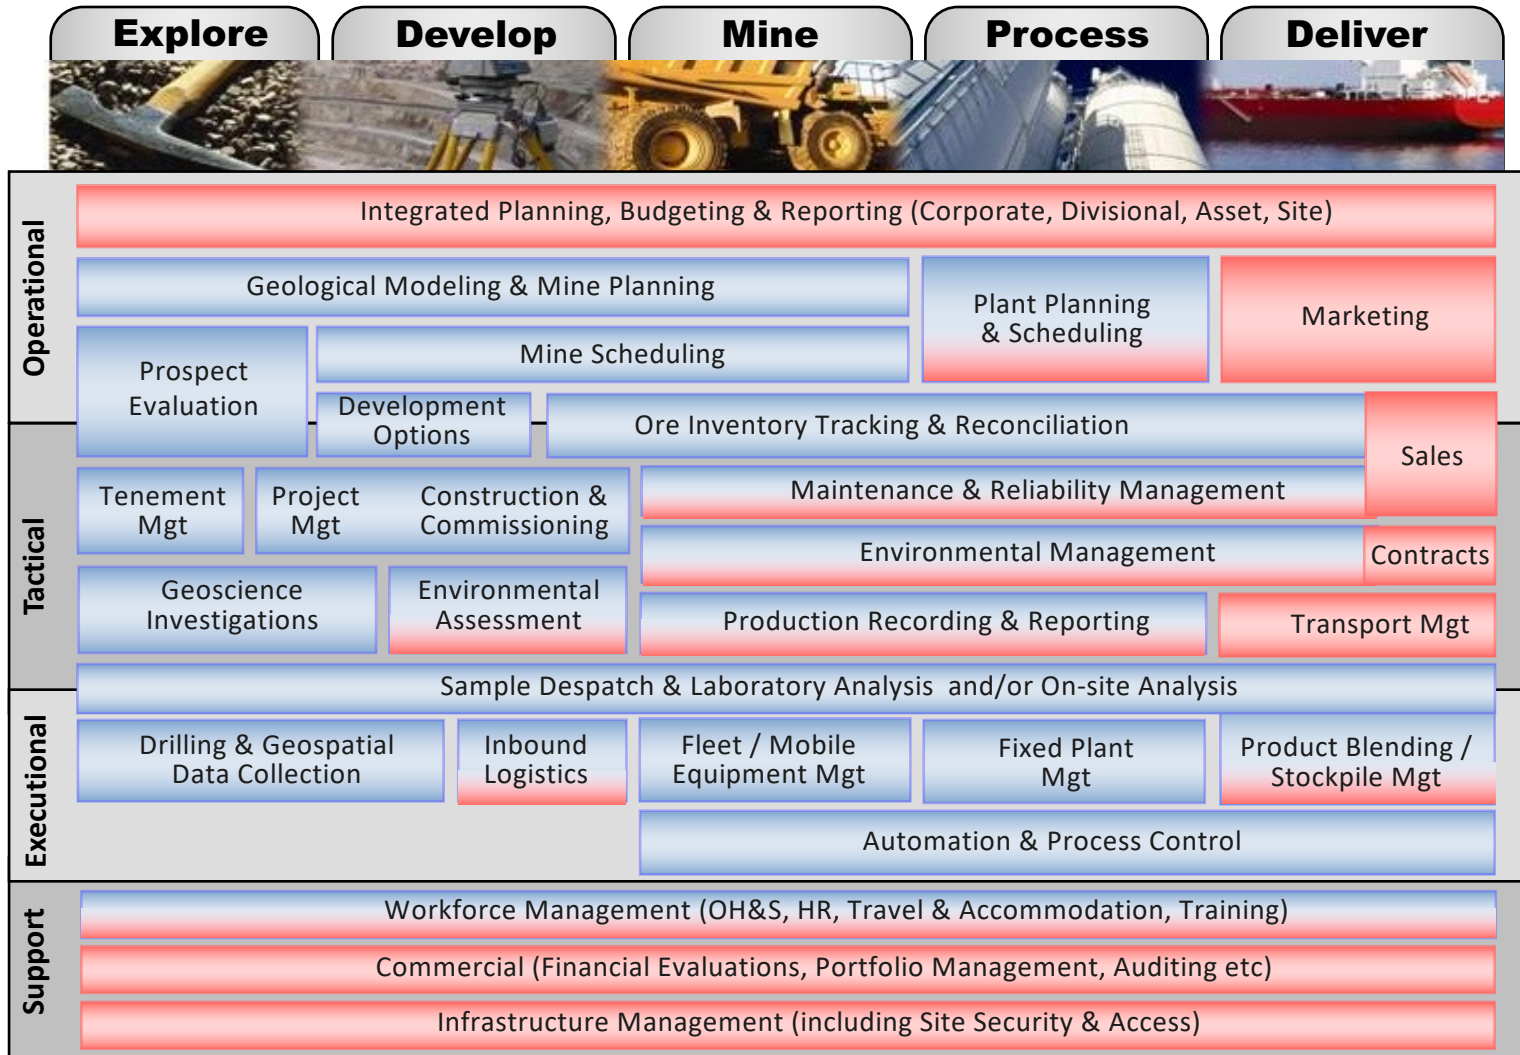 Explore
Develop
Mine
Process
Deliver
Operational
Integrated Planning, Budgeting & Reporting (Corporate, Divisional, Asset, Site)
Geological Modeling & Mine Planning
Plant Planning
& Scheduling
Marketing
Prospect
Evaluation
Mine Scheduling
Development
Options
Ore Inventory Tracking & Reconciliation
Sales
Tactical
Tenement
Mgt
Project
Mgt
Construction &
Commissioning
Maintenance & Reliability Management
Environmental Management
Contracts
Geoscience
Investigations
Environmental
Assessment
Production Recording & Reporting
Transport Mgt
Sample Despatch & Laboratory Analysis and/or On-site Analysis
Executional
Drilling & Geospatial
Data Collection
Inbound
Logistics
Fleet / Mobile
Equipment Mgt
Fixed Plant
Mgt
Product Blending /
Stockpile Mgt
Automation & Process Control
Support
Workforce Management (OH&S, HR, Travel & Accommodation, Training)
Commercial (Financial Evaluations, Portfolio Management, Auditing etc)
Infrastructure Management (including Site Security & Access)